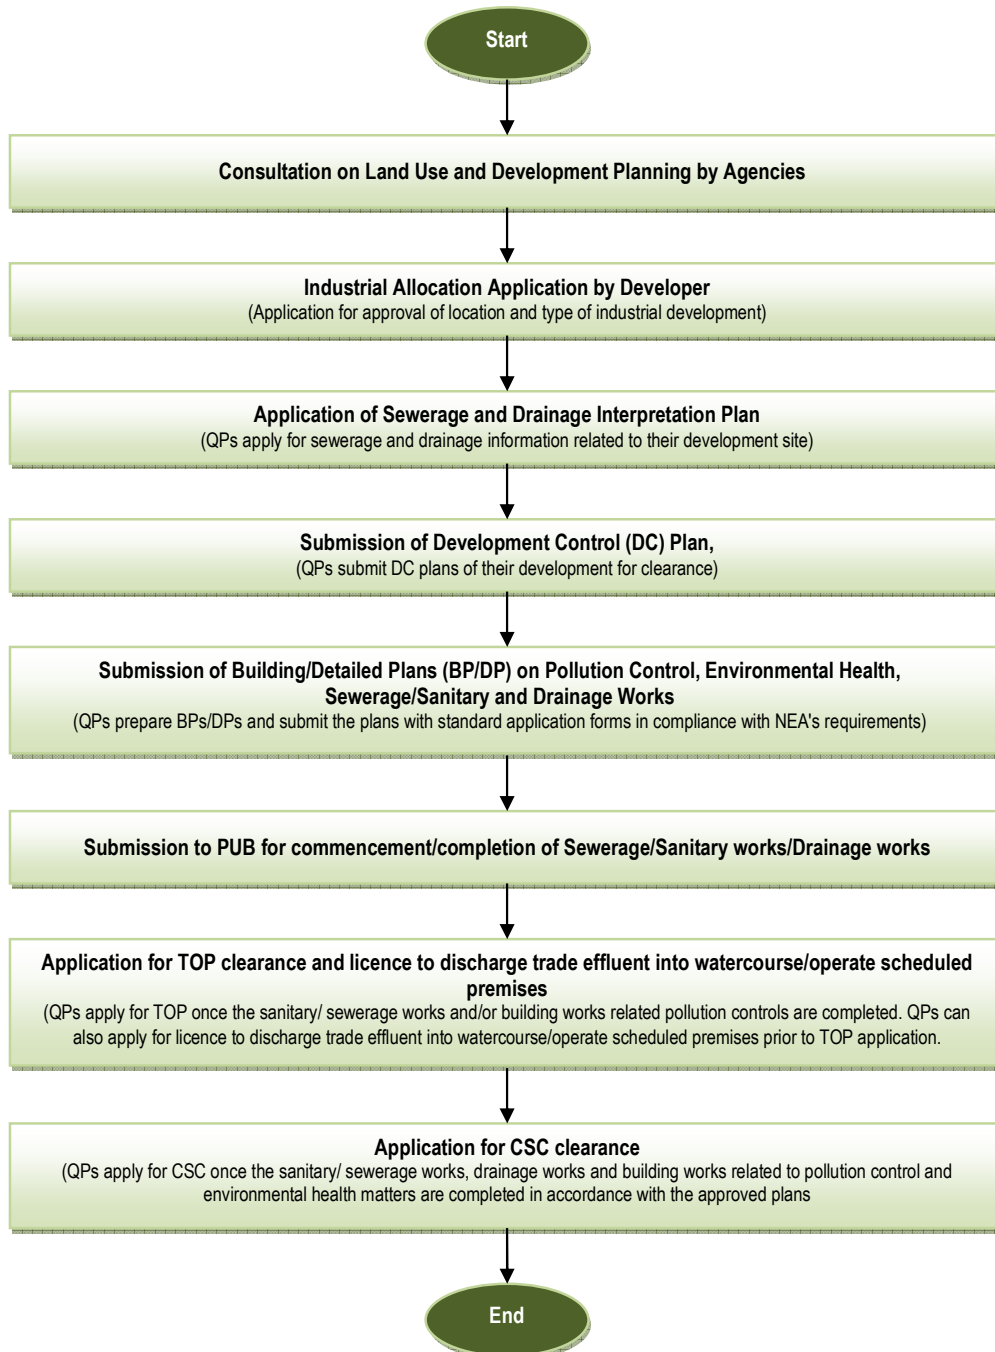 Start
Consultation on Land Use and Development Planning by Agencies
Industrial Allocation Application by Developer
(Application for approval of location and type of industrial development)
Application of Sewerage and Drainage Interpretation Plan
(QPs apply for sewerage and drainage information related to their development site)
Submission of Development Control (DC) Plan,
(QPs submit DC plans of their development for clearance)
Submission of Building/Detailed Plans (BP/DP) on Pollution Control, Environmental Health,
Sewerage/Sanitary and Drainage Works
(QPs prepare BPs/DPs and submit the plans with standard application forms in compliance with NEA's requirements)
Submission to PUB for commencement/completion of Sewerage/Sanitary works/Drainage works
Application for TOP clearance and licence to discharge trade effluent into watercourse/operate scheduled
premises
(QPs apply for TOP once the sanitary/ sewerage works and/or building works related pollution controls are completed. QPs can
also apply for licence to discharge trade effluent into watercourse/operate scheduled premises prior to TOP application.
Application for CSC clearance
(QPs apply for CSC once the sanitary/ sewerage works, drainage works and building works related to pollution control and
environmental health matters are completed in accordance with the approved plans
End